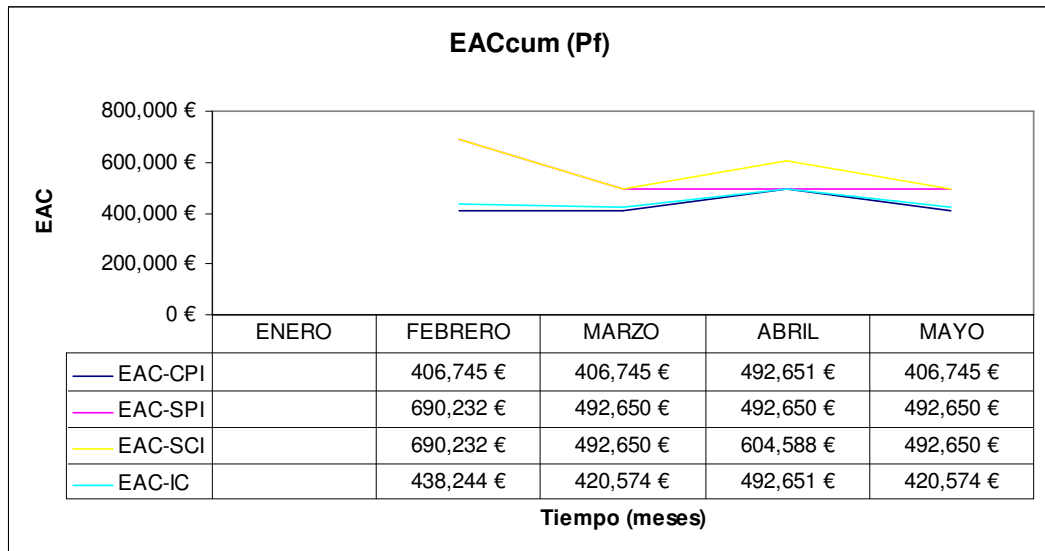 EACcum (Pf)
EAC
800,000 €
600,000 €
400,000 €
200,000 €
0 €
ENERO FEBRERO MARZO ABRIL MAYO
EAC-CPI 406,745 € 406,745 € 492,651 € 406,745 €
EAC-SPI 690,232 € 492,650 € 492,650 € 492,650 €
EAC-SCI 690,232 € 492,650 € 604,588 € 492,650 €
EAC-IC 438,244 € 420,574 € 492,651 € 420,574 €
Tiempo (meses)